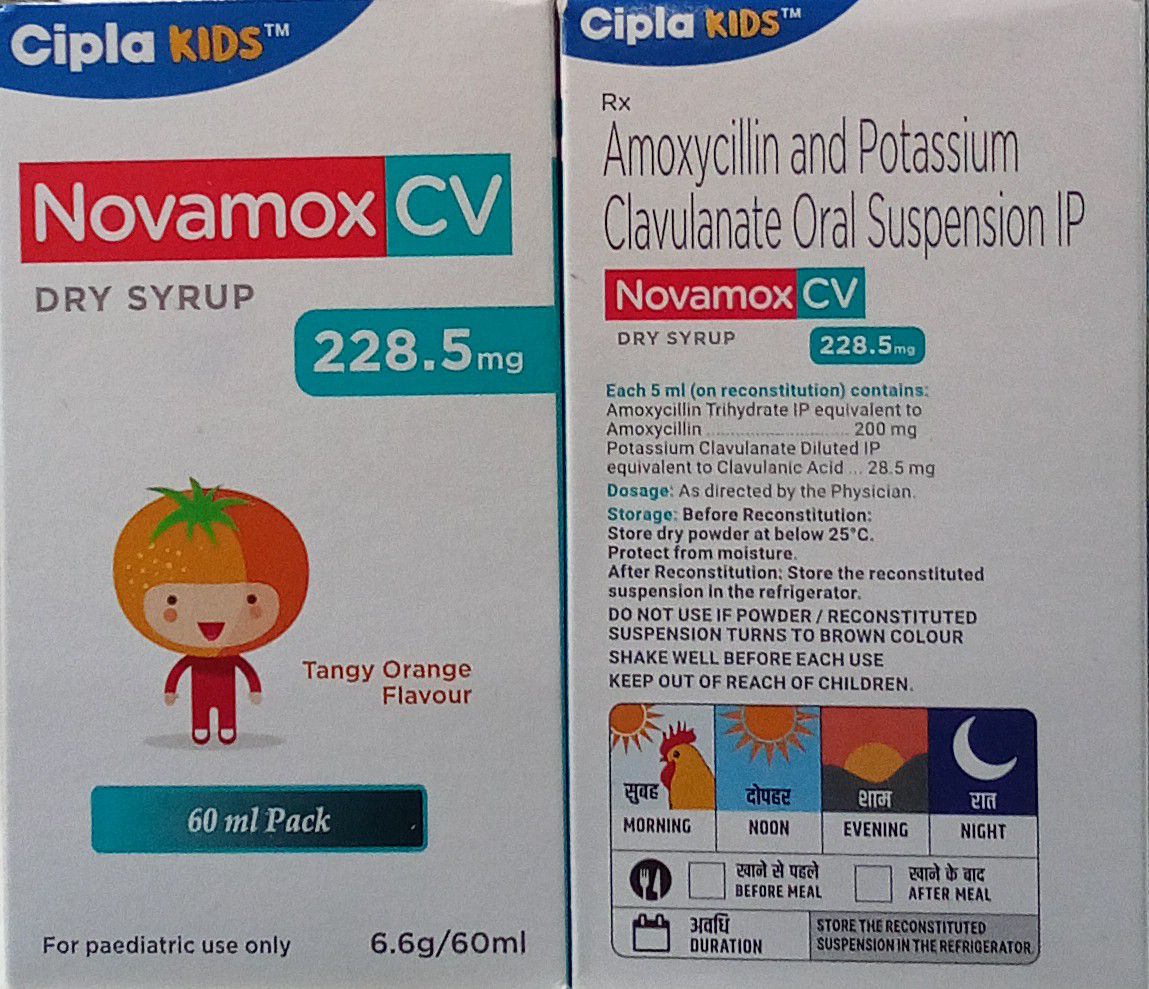 Cipla KIDS™
Novamox CV
DRY SYRUP
228.5mg
Tangy Orange
Flavour
60 ml Pack
For paediatric use only
6.6g/60ml
Cipla KIDS™
Rx
Amoxycillin and Potassium
Clavulanate Oral Suspension IP
Novamox CV
DRY SYRUP
228.5mg
Each 5 ml (on reconstitution) contains:
Amoxycillin Trihydrate IP equivalent to
Amoxycillin ........................... 200 mg
Potassium Clavulanate Diluted IP
equivalent to Clavulanic Acid ... 28.5 mg
Dosage: As directed by the Physician.
Storage: Before Reconstitution:
Store dry powder at below 25°C.
Protect from moisture.
After Reconstitution: Store the reconstituted
suspension in the refrigerator.
DO NOT USE IF POWDER / RECONSTITUTED
SUSPENSION TURNS TO BROWN COLOUR
SHAKE WELL BEFORE EACH USE
KEEP OUT OF REACH OF CHILDREN.
सुबह दोपहर शाम रात
MORNING NOON EVENING NIGHT
खाने से पहले
BEFORE MEAL
खाने के बाद
AFTER MEAL
अवधि
DURATION
STORE THE RECONSTITUTED
SUSPENSION IN THE REFRIGERATOR